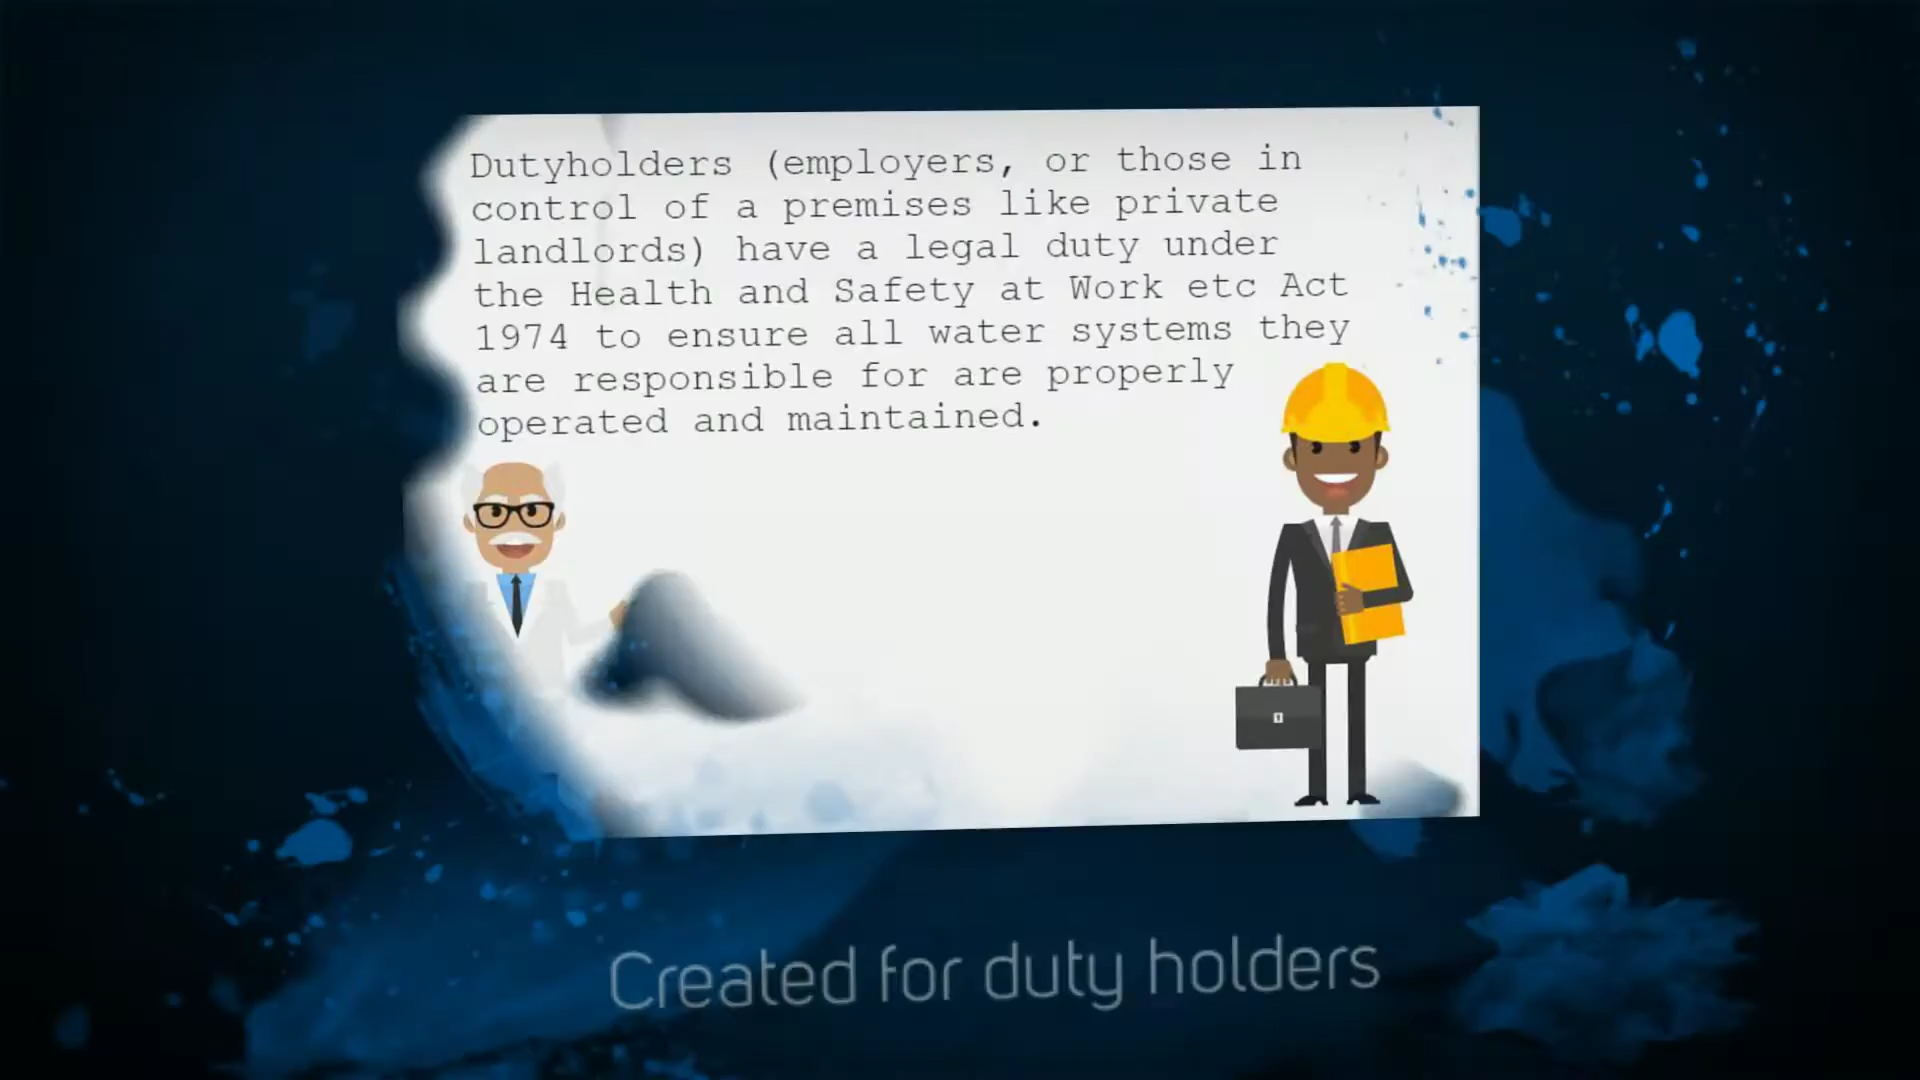 Dutyholders (employers, or those in
control of a premises like private
landlords) have a legal duty under
the Health and Safety at Work etc Act
1974 to ensure all water systems they
are responsible for are properly
operated and maintained.
Created for duty holders